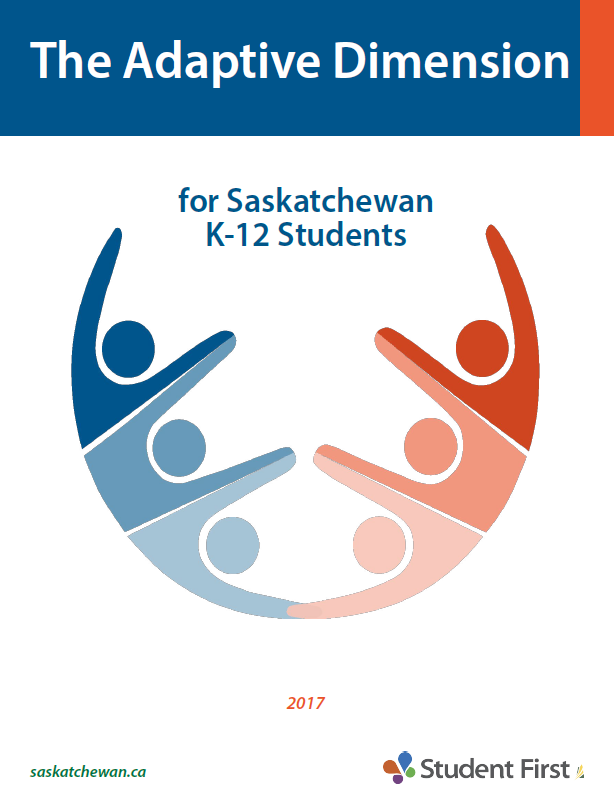 The Adaptive Dimension
for Saskatchewan
K-12 Students
2017
saskatchewan.ca
Student First